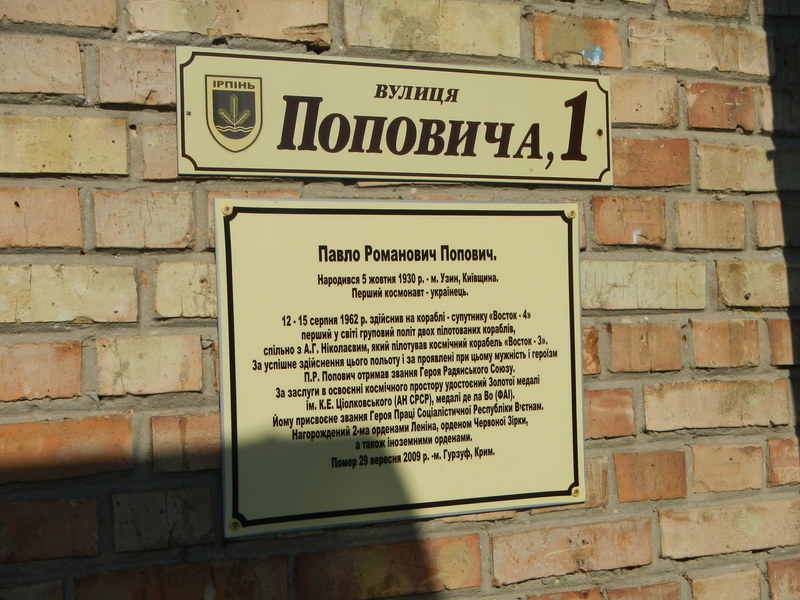 ІРПІНЬ
ВУЛИЦЯ
ПОПОВИЧА, 1
Павло Романович Попович.
Народився 5 жовтня 1930 р. - м. Узин, Київщина.
Перший космонавт - українець.
12 - 15 серпня 1962 р. здійснив на кораблі - супутнику «Восток - 4»
перший у світі груповий політ двох пілотованих кораблів,
спільно з А.Г. Ніколаєвим, який пілотував космічний корабель «Восток - 3».
За успішне здійснення цього польоту і за проявлені при цьому мужність і героїзм
П.Р. Попович отримав звання Героя Радянського Союзу.
За заслуги в освоєнні космічного простору удостоєний Золотої медалі
ім. К.Е. Ціолковського (АН СРСР), медалі де ла Во (ФАІ).
Йому присвоєне звання Героя Праці Соціалістичної Республіки В'єтнам.
Нагороджений 2-ма орденами Леніна, орденом Червоної Зірки,
а також іноземними орденами.
Помер 29 вересня 2009 р. -м. Гурзуф, Крим.